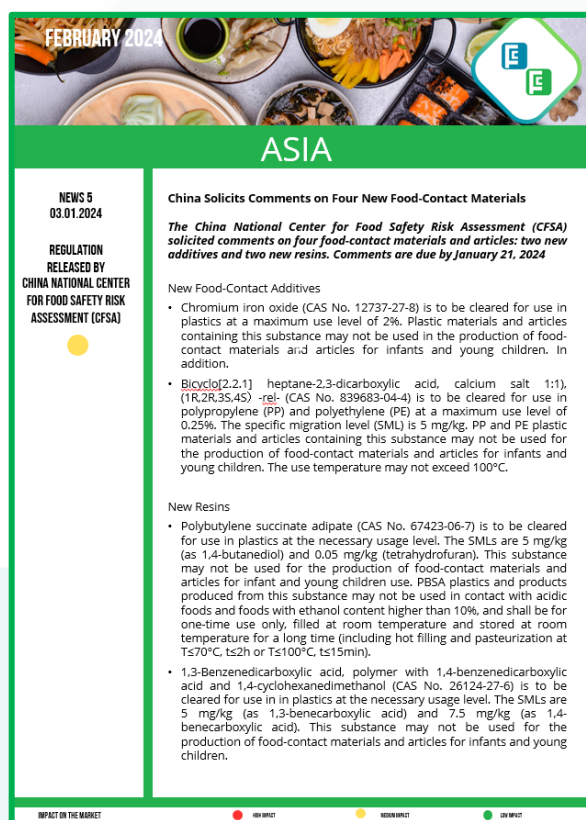 FEBRUARY 2024
ASIA
NEWS 5
03.01.2024
REGULATION
RELEASED BY
CHINA NATIONAL CENTER
FOR FOOD SAFETY RISK
ASSESSMENT (CFSA)
China Solicits Comments on Four New Food-Contact Materials
The China National Center for Food Safety Risk Assessment (CFSA)
solicited comments on four food-contact materials and articles: two new
additives and two new resins. Comments are due by January 21, 2024
New Food-Contact Additives
• Chromium iron oxide (CAS No. 12737-27-8) is to be cleared for use in
plastics at a maximum use level of 2%. Plastic materials and articles
containing this substance may not be used in the production of food-
contact materials and articles for infants and young children. In
addition.
• Bicyclo[2.2.1] heptane-2,3-dicarboxylic acid, calcium salt 1:1),
(1R,2R,3S,4S) -rel- (CAS No. 839683-04-4) is to be cleared for use in
polypropylene (PP) and polyethylene (PE) at a maximum use level of
0.25%. The specific migration level (SML) is 5 mg/kg. PP and PE plastic
materials and articles containing this substance may not be used for
the production of food-contact materials and articles for infants and
young children. The use temperature may not exceed 100°C.
New Resins
• Polybutylene succinate adipate (CAS No. 67423-06-7) is to be cleared
for use in plastics at the necessary usage level. The SMLs are 5 mg/kg
(as 1,4-butanediol) and 0.05 mg/kg (tetrahydrofuran). This substance
may not be used for the production of food-contact materials and
articles for infant and young children use. PBSA plastics and products
produced from this substance may not be used in contact with acidic
foods and foods with ethanol content higher than 10%, and shall be for
one-time use only, filled at room temperature and stored at room
temperature for a long time (including hot filling and pasteurization at
T≤70°C, t≤2h or T≤100°C, t≤15min).
• 1,3-Benzenedicarboxylic acid, polymer with 1,4-benzenedicarboxylic
acid and 1,4-cyclohexanedimethanol (CAS No. 26124-27-6) is to be
cleared for use in in plastics at the necessary usage level. The SMLs are
5 mg/kg (as 1,3-benecarboxylic acid) and 7.5 mg/kg (as 1,4-
benecarboxylic acid). This substance may not be used for the
production of food-contact materials and articles for infants and young
children.
IMPACT ON THE MARKET
HIGH IMPACT
MEDIUM IMPACT
LOW IMPACT